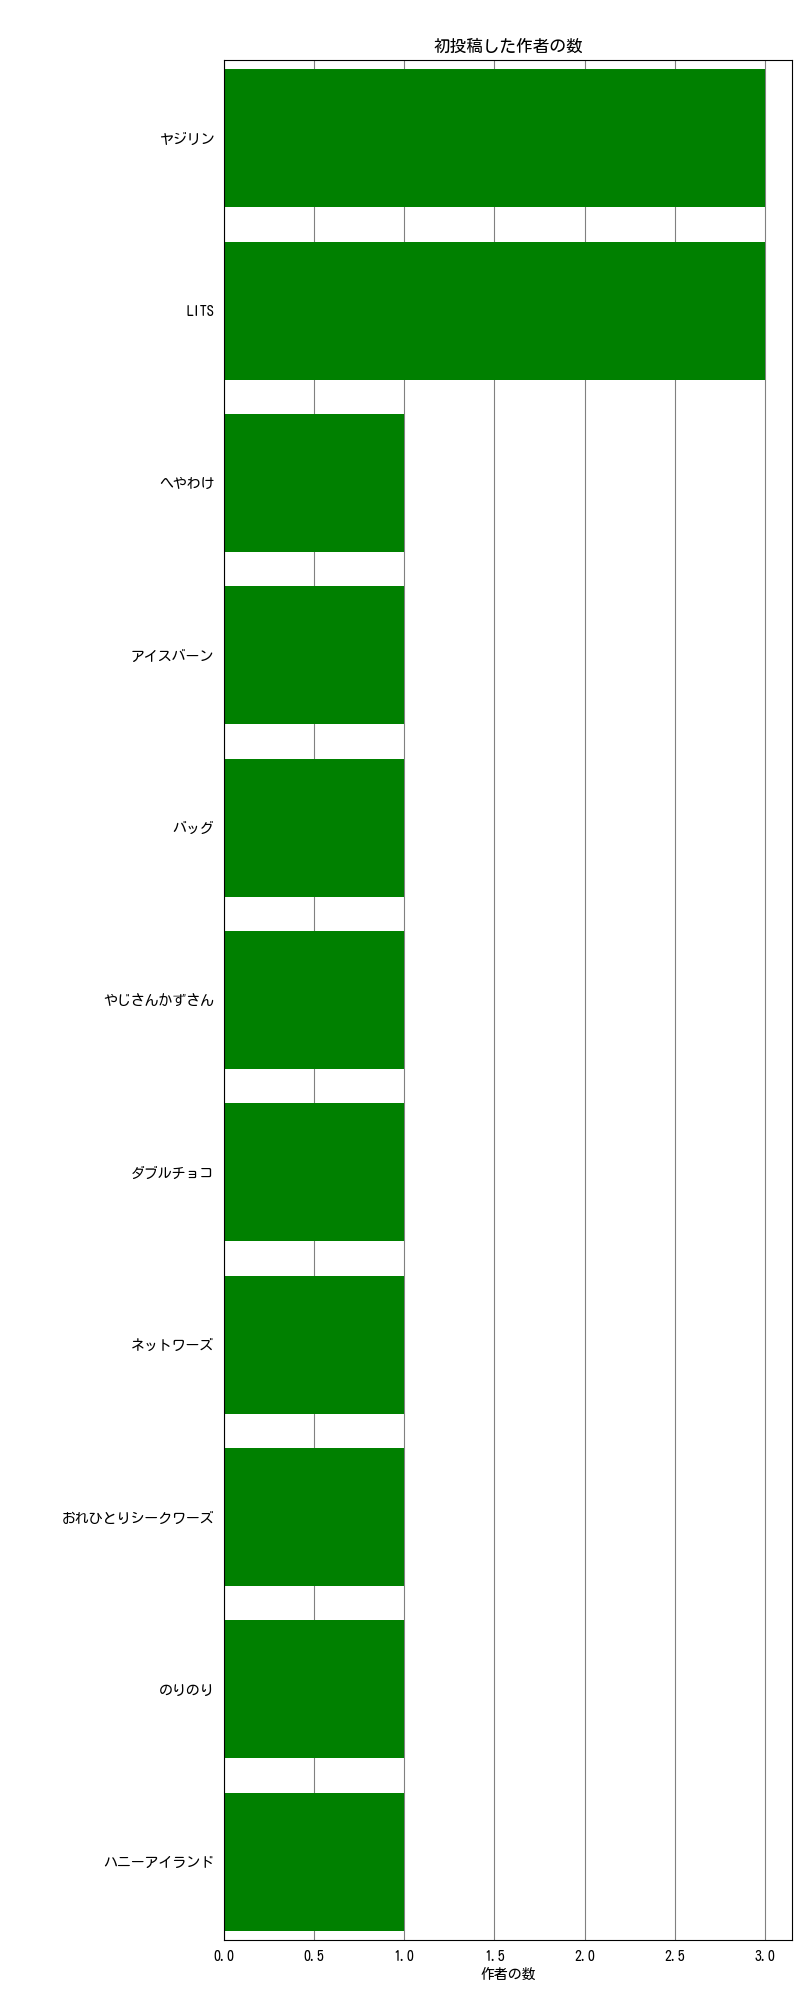 初投稿した作者の数
ヤジリン
LITS
へやわけ
アイスバーン
バッグ
やじさんかずさん
ダブルチョコ
ネットワーズ
おれひとりシークワーズ
のりのり
ハニーアイランド
0.0 0.5 1.0 1.5 2.0 2.5 3.0
作者の数